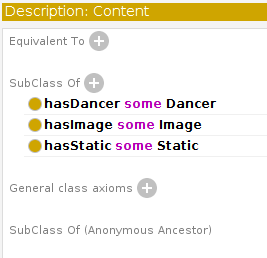 Description: Content
Equivalent To
SubClass Of
hasDancer some Dancer
hasImage some Image
hasStatic some Static
General class axioms
SubClass Of (Anonymous Ancestor)